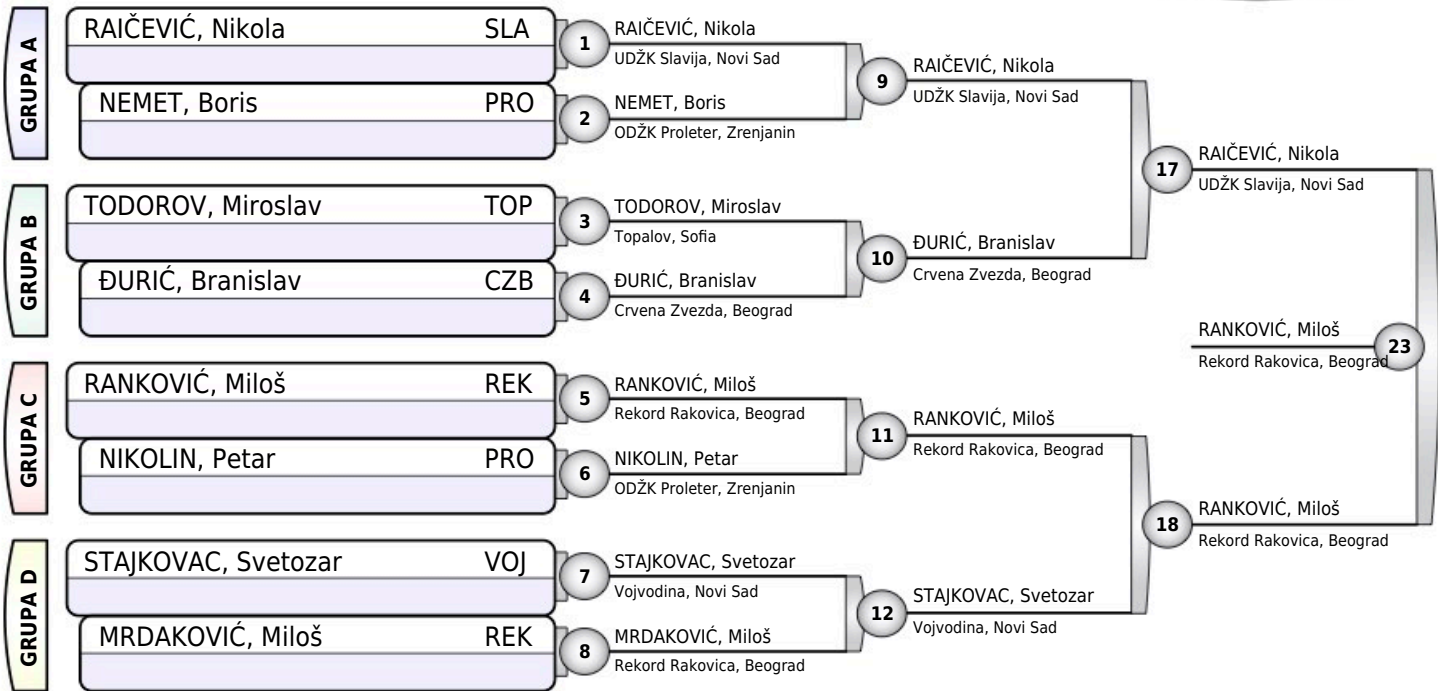 GRUPA A
RAIČEVIĆ, Nikola SLA
NEMET, Boris PRO
GRUPA B
TODOROV, Miroslav TOP
ĐURIĆ, Branislav CZB
GRUPA C
RANKOVIĆ, Miloš REK
NIKOLIN, Petar PRO
GRUPA D
STAJKOVAC, Svetozar VOJ
MRDAKOVIĆ, Miloš REK
1
RAIČEVIĆ, Nikola
UDŽK Slavija, Novi Sad
2
NEMET, Boris
ODŽK Proleter, Zrenjanin
3
TODOROV, Miroslav
Topalov, Sofia
4
ĐURIĆ, Branislav
Crvena Zvezda, Beograd
5
RANKOVIĆ, Miloš
Rekord Rakovica, Beograd
6
NIKOLIN, Petar
ODŽK Proleter, Zrenjanin
7
STAJKOVAC, Svetozar
Vojvodina, Novi Sad
8
MRDAKOVIĆ, Miloš
Rekord Rakovica, Beograd
9
RAIČEVIĆ, Nikola
UDŽK Slavija, Novi Sad
10
ĐURIĆ, Branislav
Crvena Zvezda, Beograd
11
RANKOVIĆ, Miloš
Rekord Rakovica, Beograd
12
STAJKOVAC, Svetozar
Vojvodina, Novi Sad
17
RAIČEVIĆ, Nikola
UDŽK Slavija, Novi Sad
18
RANKOVIĆ, Miloš
Rekord Rakovica, Beograd
23
RANKOVIĆ, Miloš
Rekord Rakovica, Beograd